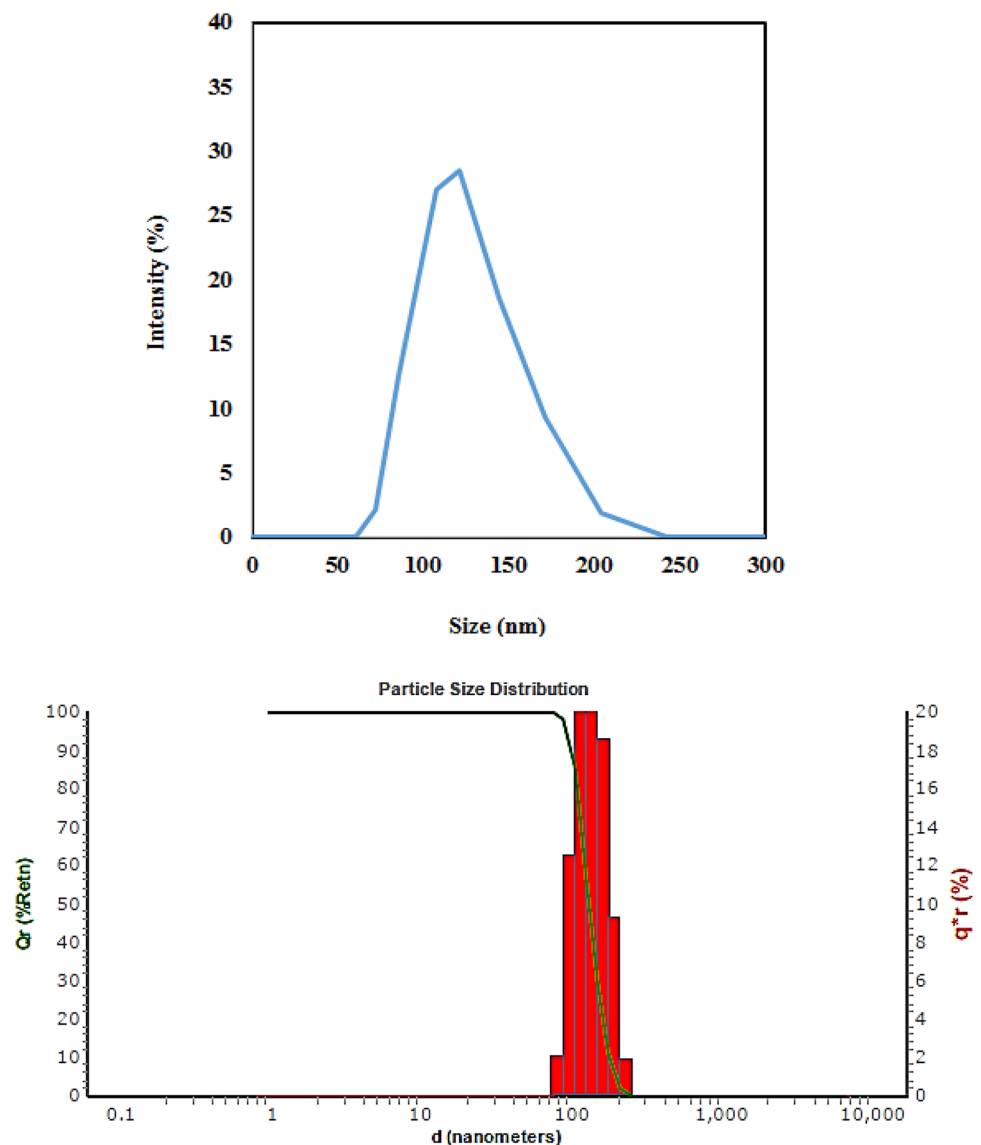 40
35
30
25
20
15
10
5
0
Intensity (%)
0 50 100 150 200 250 300
Size (nm)
Particle Size Distribution
100 20
90 18
80 16
70 14
60 12
50 10
40 8
30 6
20 4
10 2
0 0
Qr (%Retn)
q*r (%)
0.1 1 10 100 1,000 10,000
d (nanometers)